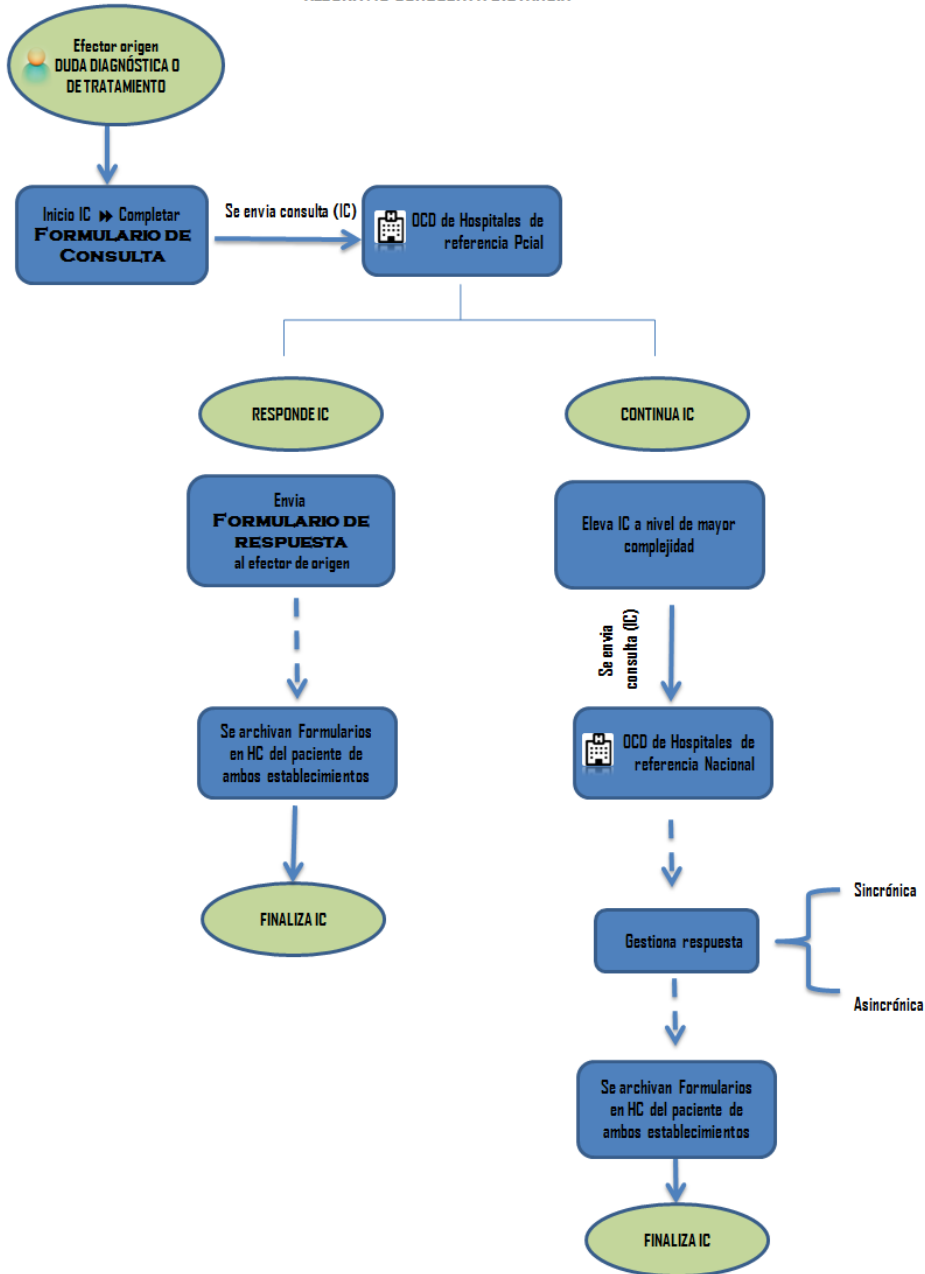 Efector origen
DUDA DIAGNÓSTICA O
DE TRATAMIENTO
Inicio IC Completar
FORMULARIO DE
CONSULTA
Se envia consulta (IC)
OCD de Hospitales de
referencia Pcial
RESPONDE IC
CONTINUA IC
Envia
FORMULARIO DE
RESPUESTA
al efector de origen
Eleva IC a nivel de mayor
complejidad
Se envia
consulta (IC)
Se archivan Formularios
en HC del paciente de
ambos establecimientos
OCD de Hospitales de
referencia Nacional
FINALIZA IC
Gestiona respuesta
Sincrónica
Asincrónica
Se archivan Formularios
en HC del paciente de
ambos establecimientos
FINALIZA IC